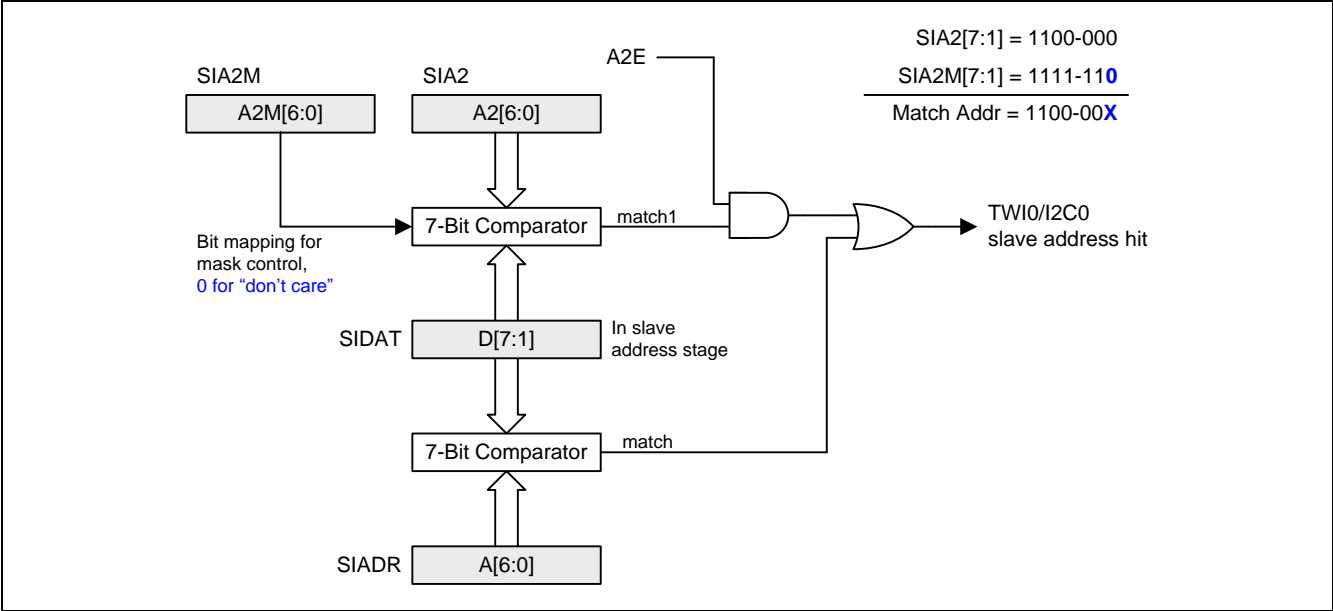 SIA2[7:1] = 1100-000
A2E
SIA2M
SIA2
SIA2M[7:1] = 1111-110
A2M[6:0]
A2[6:0]
Match Addr = 1100-00X
7-Bit Comparator
match1
TWI0/I2C0
slave address hit
Bit mapping for
mask control,
0 for “don’t care”
SIDAT
D[7:1]
In slave
address stage
7-Bit Comparator
match
SIADR
A[6:0]